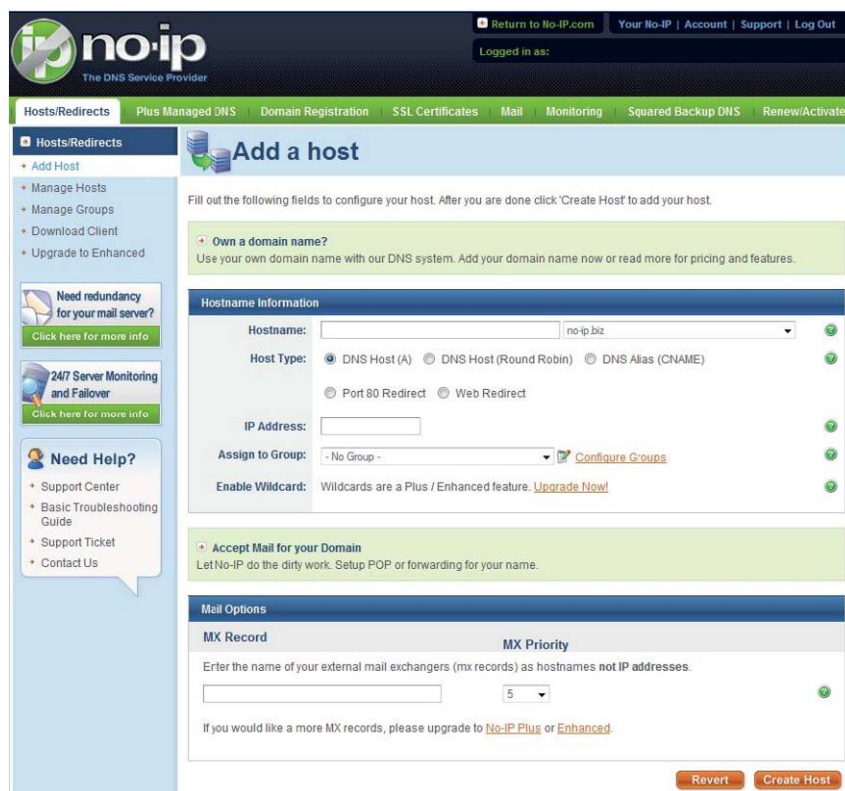 no-ip
The DNS Service Provider
Return to No-IP.com
Your No-IP | Account | Support | Log Out
Logged in as:
Hosts/Redirects
Plus Managed DNS
Domain Registration
SSL Certificates
Mail
Monitoring
Squared Backup DNS
Renew/Activate
Hosts/Redirects
Add Host
Manage Hosts
Manage Groups
Download Client
Upgrade to Enhanced
Need redundancy
for your mail server?
Click here for more info
24/7 Server Monitoring
and Failover
Click here for more info
Need Help?
Support Center
Basic Troubleshooting
Guide
Support Ticket
Contact Us
Add a host
Fill out the following fields to configure your host. After you are done click 'Create Host' to add your host.
Own a domain name?
Use your own domain name with our DNS system. Add your domain name now or read more for pricing and features.
Hostname Information
Hostname:
no-ip.biz
Host Type:
DNS Host (A)
DNS Host (Round Robin)
DNS Alias (CNAME)
Port 80 Redirect
Web Redirect
IP Address:
Assign to Group:
- No Group -
Configure Groups
Enable Wildcard:
Wildcards are a Plus / Enhanced feature. Upgrade Now!
Accept Mail for your Domain
Let No-IP do the dirty work. Setup POP or forwarding for your name.
Mail Options
MX Record
MX Priority
Enter the name of your external mail exchangers (mx records) as hostnames not IP addresses.
5
If you would like a more MX records, please upgrade to No-IP Plus or Enhanced.
Revert
Create Host